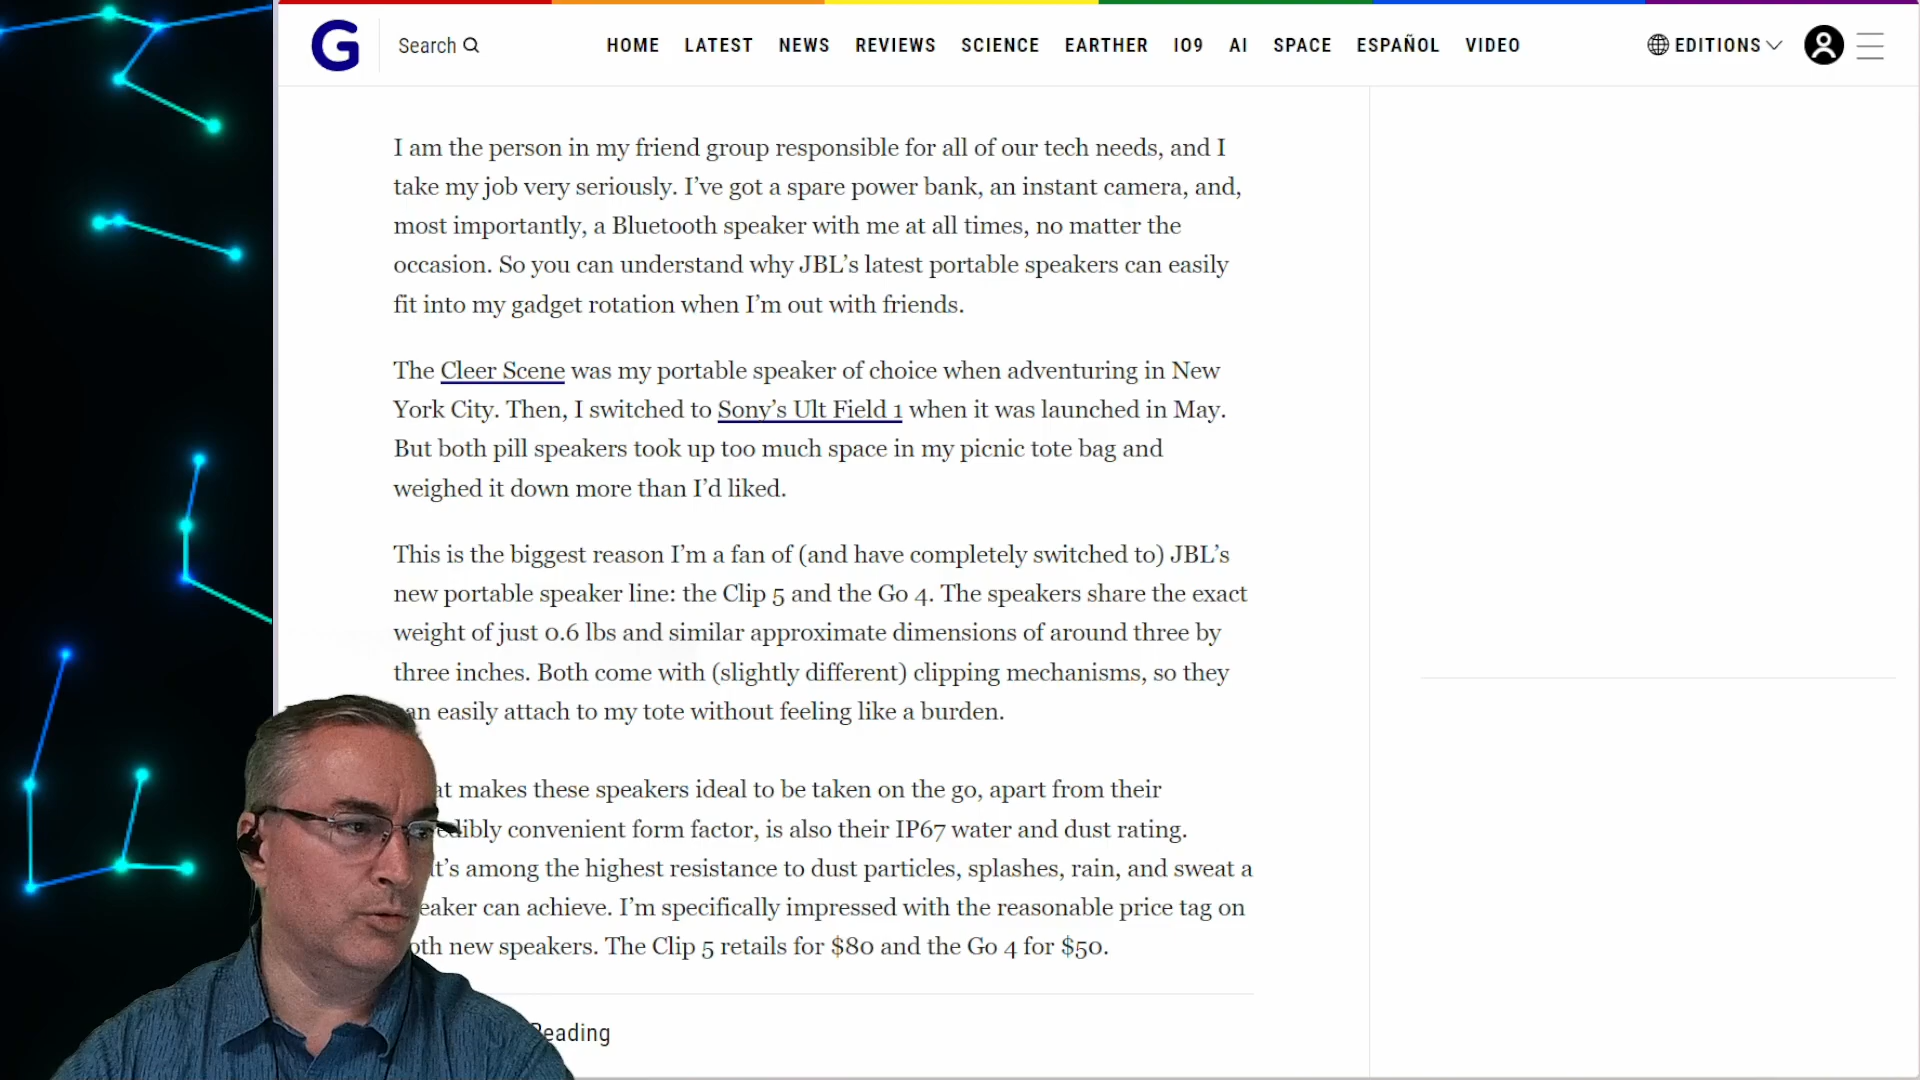 G
Search
HOME LATEST NEWS REVIEWS SCIENCE EARTHER IO9 AI SPACE ESPAÑOL VIDEO
EDITIONS
I am the person in my friend group responsible for all of our tech needs, and I
take my job very seriously. I’ve got a spare power bank, an instant camera, and,
most importantly, a Bluetooth speaker with me at all times, no matter the
occasion. So you can understand why JBL’s latest portable speakers can easily
fit into my gadget rotation when I’m out with friends.
The Cleer Scene was my portable speaker of choice when adventuring in New
York City. Then, I switched to Sony’s Ult Field 1 when it was launched in May.
But both pill speakers took up too much space in my picnic tote bag and
weighed it down more than I’d liked.
This is the biggest reason I’m a fan of (and have completely switched to) JBL’s
new portable speaker line: the Clip 5 and the Go 4. The speakers share the exact
weight of just 0.6 lbs and similar approximate dimensions of around three by
three inches. Both come with (slightly different) clipping mechanisms, so they
easily attach to my tote without feeling like a burden.
makes these speakers ideal to be taken on the go, apart from their
convenient form factor, is also their IP67 water and dust rating.
among the highest resistance to dust particles, splashes, rain, and sweat a
can achieve. I’m specifically impressed with the reasonable price tag on
new speakers. The Clip 5 retails for $80 and the Go 4 for $50.
Reading